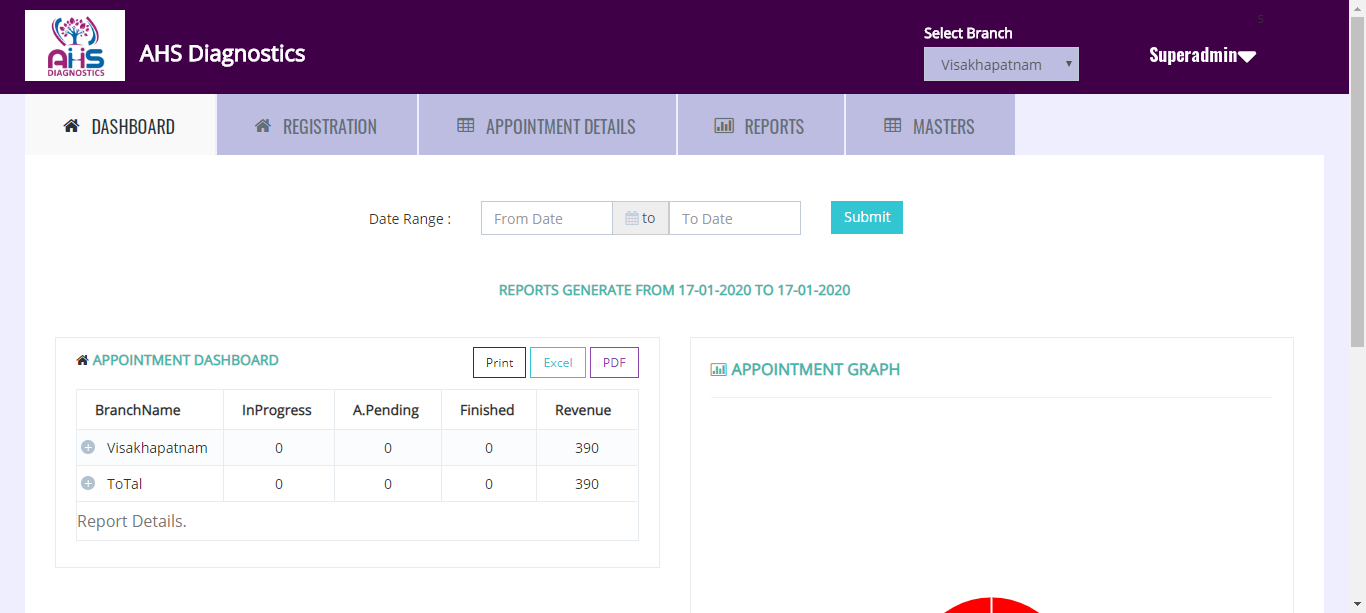 S
AHS
DIAGNOSTICS
AHS Diagnostics
Select Branch
Visakhapatnam
Superadmin
DASHBOARD
REGISTRATION
APPOINTMENT DETAILS
REPORTS
MASTERS
Date Range :
From Date
to
To Date
Submit
REPORTS GENERATE FROM 17-01-2020 TO 17-01-2020
APPOINTMENT DASHBOARD
Print
Excel
PDF
BranchName InProgress A.Pending Finished Revenue
Visakhapatnam 0 0 0 390
ToTal 0 0 0 390
Report Details.
APPOINTMENT GRAPH